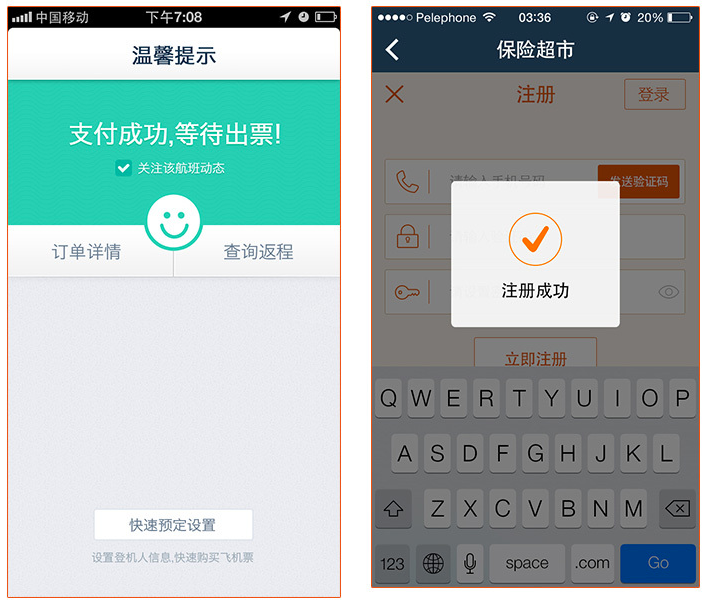 中国移动 下午7:08
温馨提示
支付成功,等待出票!
关注该航班动态
订单详情 查询返程
快速预定设置
设置登机人信息,快速购买飞机票
Pelephone 03:36 20%
保险超市
注册 登录
请输入手机号码 发送验证码
注册成功
立即注册
Q W E R T Y U I O P
A S D F G H J K L
Z X C V B N M
123 space .com Go